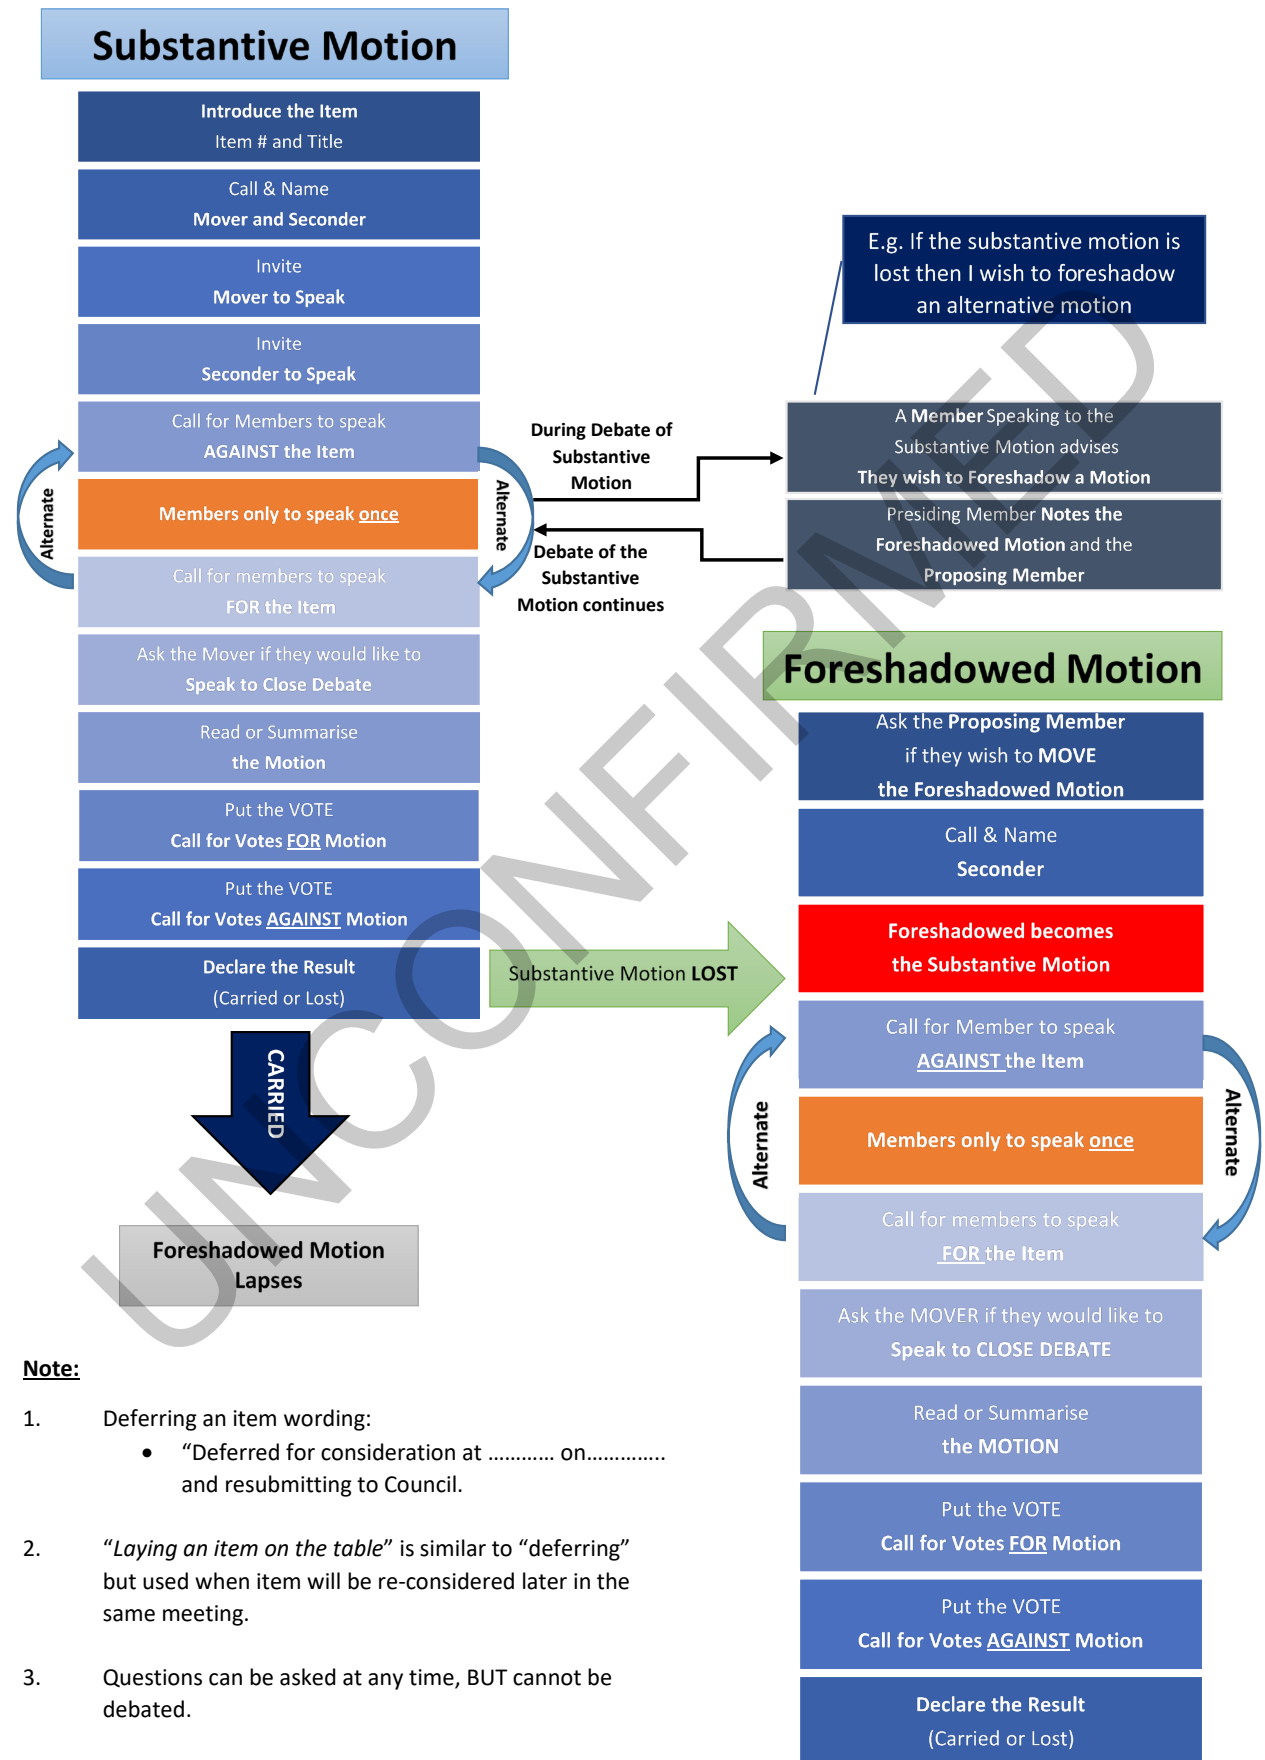 Substantive Motion
Introduce the Item
Item # and Title
Call & Name
Mover and Seconder
Invite
Mover to Speak
Invite
Seconder to Speak
Call for Members to speak
AGAINST the Item
Alternate
Members only to speak once
Alternate
Call for members to speak
FOR the Item
Ask the Mover if they would like to
Speak to Close Debate
Read or Summarise
the Motion
Put the VOTE
Call for Votes FOR Motion
Put the VOTE
Call for Votes AGAINST Motion
Declare the Result
(Carried or Lost)
CARRIED
Foreshadowed Motion
Lapses
During Debate of
Substantive
Motion
Debate of the
Substantive
Motion continues
E.g. If the substantive motion is
lost then I wish to foreshadow
an alternative motion
A Member Speaking to the
Substantive Motion advises
They wish to Foreshadow a Motion
Presiding Member Notes the
Foreshadowed Motion and the
Proposing Member
Substantive Motion LOST
Foreshadowed Motion
Ask the Proposing Member
if they wish to MOVE
the Foreshadowed Motion
Call & Name
Seconder
Foreshadowed becomes
the Substantive Motion
Call for Member to speak
AGAINST the Item
Alternate
Members only to speak once
Alternate
Call for members to speak
FOR the Item
Ask the MOVER if they would like to
Speak to CLOSE DEBATE
Read or Summarise
the MOTION
Put the VOTE
Call for Votes FOR Motion
Put the VOTE
Call for Votes AGAINST Motion
Declare the Result
(Carried or Lost)
Note:
1. Deferring an item wording:
• “Deferred for consideration at ………… on…………..
and resubmitting to Council.
2. “Laying an item on the table” is similar to “deferring”
but used when item will be re-considered later in the
same meeting.
3. Questions can be asked at any time, BUT cannot be
debated.
UNCONFIRMED